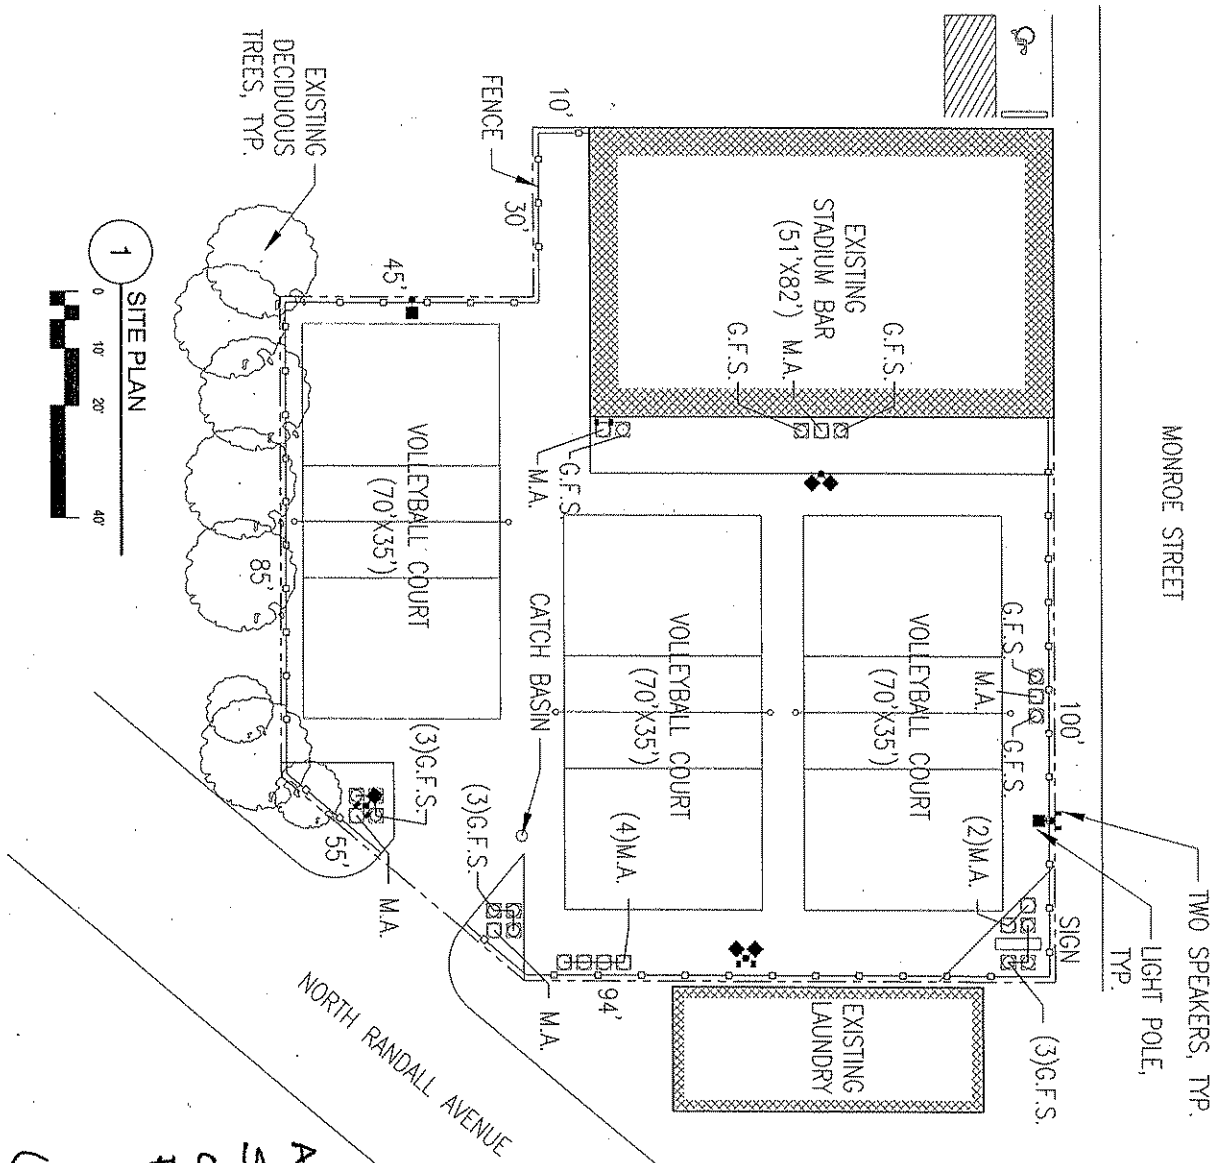 MONROE STREET
TWO SPEAKERS, TYP.
LIGHT POLE,
TYP.
SIGN
(3)G.F.S.
100'
G.F.S.
M.A.
G.F.S.
(2)M.A.
VOLLEYBALL COURT
(70'X35')
EXISTING
STADIUM BAR
(51'X82')
G.F.S.
M.A.
G.F.S.
VOLLEYBALL COURT
(70'X35')
(4)M.A.
EXISTING
LAUNDRY
94'
G.F.S.
M.A.
10'
FENCE
30'
CATCH BASIN
(3)G.F.S.
M.A.
45'
VOLLEYBALL COURT
(70'X35')
(3)G.F.S.
M.A.
55'
85'
NORTH RANDALL AVENUE
EXISTING
DECIDUOUS
TREES, TYP.
1
SITE PLAN
0 10' 20' 40'